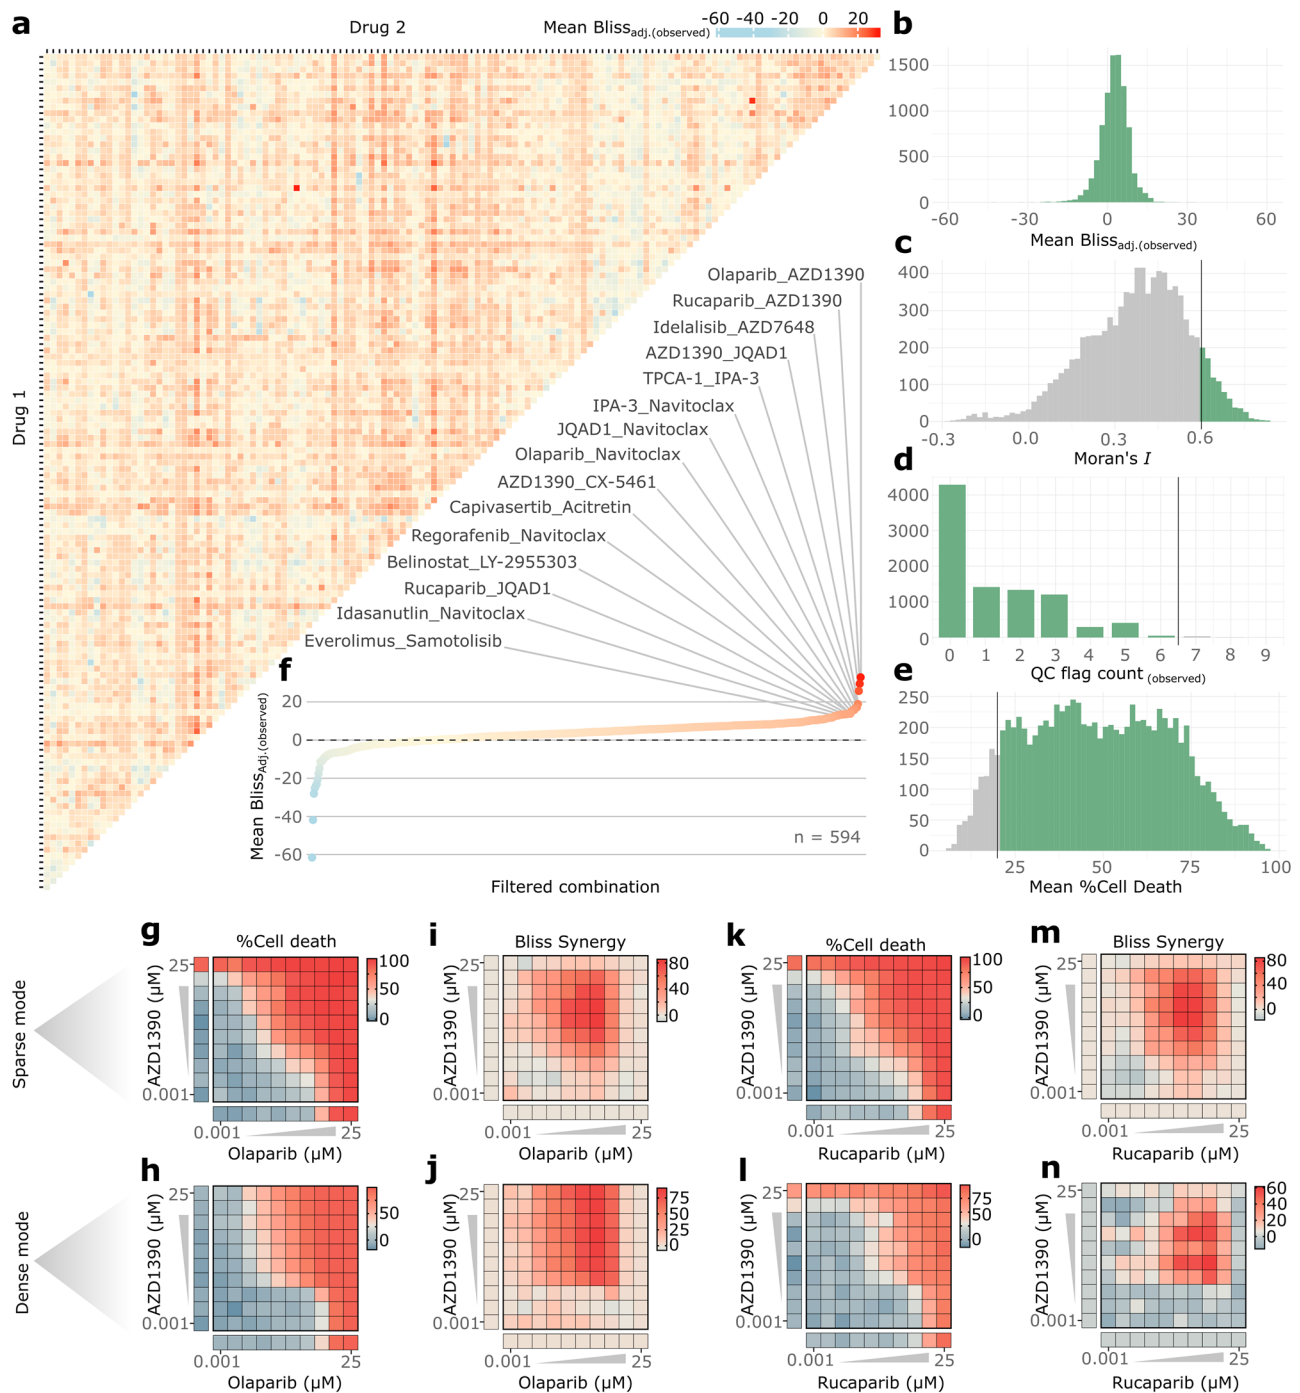 a
Drug 2
Mean Bliss adj.(observed)
-60 -40 -20 0 20
Drug 1
b
1500
1000
500
0
-60 -30 0 30 60
Mean Bliss adj.(observed)
c
400
300
200
100
0
-0.3 0.0 0.3 0.6
Moran's I
d
4000
3000
2000
1000
0
0 1 2 3 4 5 6 7 8 9
QC flag count (observed)
e
250
200
150
100
50
0
25 50 75 100
Mean %Cell Death
Olaparib_AZD1390
Rucaparib_AZD1390
Idelalisib_AZD7648
AZD1390_JQAD1
TPCA-1_IPA-3
IPA-3_Navitoclax
JQAD1_Navitoclax
Olaparib_Navitoclax
AZD1390_CX-5461
Capivasertib_Acitretin
Regorafenib_Navitoclax
Belinostat_LY-2955303
Rucaparib_JQAD1
Idasanutlin_Navitoclax
Everolimus_Samotolisib
f
Mean Bliss Adj.(observed)
20
0
-20
-40
-60
n = 594
Filtered combination
Sparse mode
g
%Cell death
100
50
0
25
AZD1390 (µM)
0.001
0.001 25
Olaparib (µM)
i
Bliss Synergy
80
40
0
25
AZD1390 (µM)
0.001
0.001 25
Olaparib (µM)
k
%Cell death
100
50
0
25
AZD1390 (µM)
0.001
0.001 25
Rucaparib (µM)
m
Bliss Synergy
80
40
0
25
AZD1390 (µM)
0.001
0.001 25
Rucaparib (µM)
Dense mode
h
50
0
25
AZD1390 (µM)
0.001
0.001 25
Olaparib (µM)
j
75
50
25
0
25
AZD1390 (µM)
0.001
0.001 25
Olaparib (µM)
l
75
50
0
25
AZD1390 (µM)
0.001
0.001 25
Rucaparib (µM)
n
60
40
20
0
25
AZD1390 (µM)
0.001
0.001 25
Rucaparib (µM)